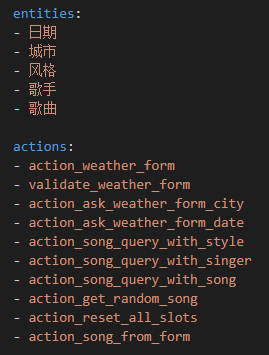 entities:
- 日期
- 城市
- 风格
- 歌手
- 歌曲
actions:
- action_weather_form
- validate_weather_form
- action_ask_weather_form_city
- action_ask_weather_form_date
- action_song_query_with_style
- action_song_query_with_singer
- action_song_query_with_song
- action_get_random_song
- action_reset_all_slots
- action_song_from_form